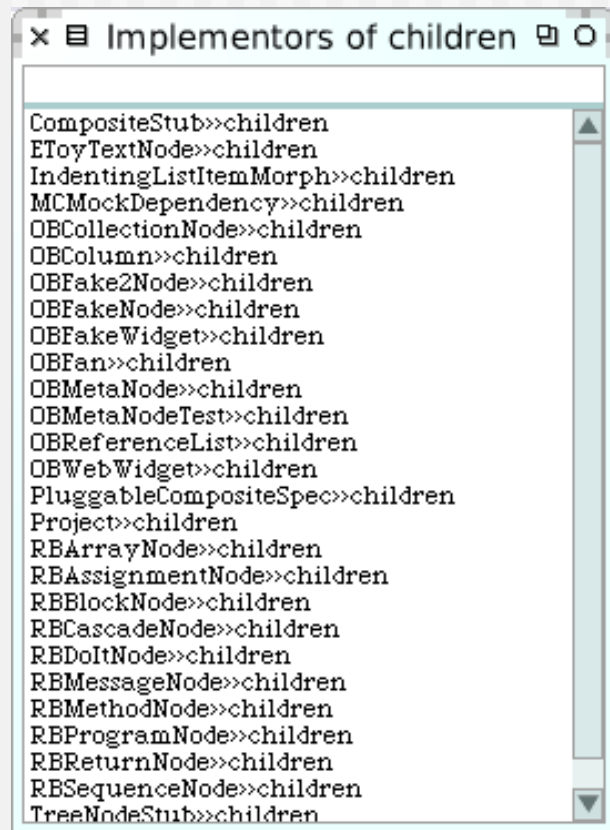 Implementors of children
CompositeStub>>children
EToyTextNode>>children
IndentingListItemMorph>>children
MCMockDependency>>children
OBCollectionNode>>children
OBColumn>>children
OBFake2Node>>children
OBFakeNode>>children
OBFakeWidget>>children
OBFan>>children
OBMetaNode>>children
OBMetaNodeTest>>children
OBReferenceList>>children
OBWebWidget>>children
PluggableCompositeSpec>>children
Project>>children
RBArrayNode>>children
RBAssignmentNode>>children
RBBlockNode>>children
RBCascadeNode>>children
RBDoItNode>>children
RBMessageNode>>children
RBMethodNode>>children
RBProgramNode>>children
RBReturnNode>>children
RBSequenceNode>>children
TreeNodeStub>>children